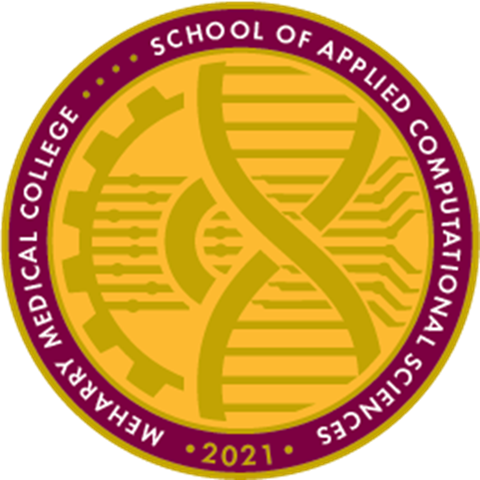 MEHARRY MEDICAL COLLEGE •••• SCHOOL OF APPLIED COMPUTATIONAL SCIENCES
• 2021 •